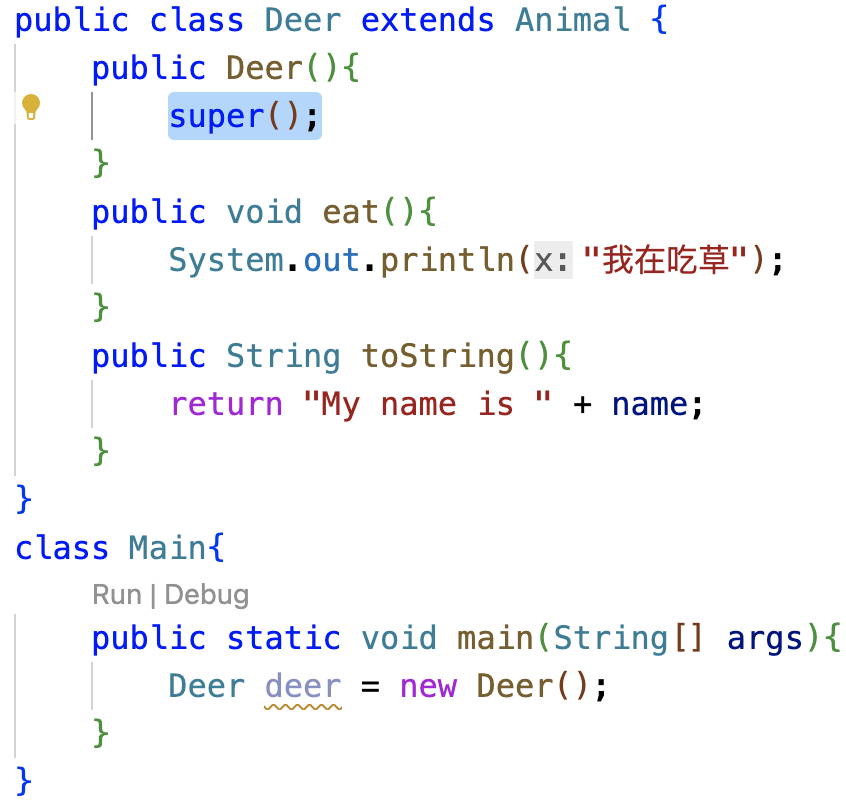 public class Deer extends Animal {
    public Deer(){
        super();
    }
    public void eat(){
        System.out.println(x: "我在吃草");
    }
    public String toString(){
        return "My name is " + name;
    }
}
class Main{
    Run | Debug
    public static void main(String[] args){
        Deer deer = new Deer();
    }
}